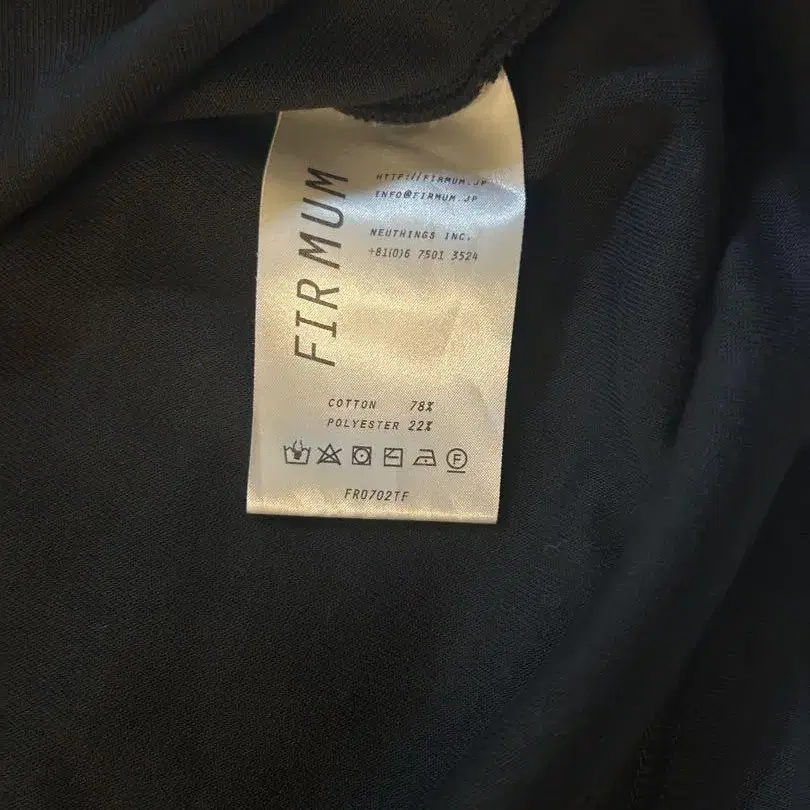 FIRMUM
HTTP://FIRMUM.JP
INFO@FIRMUM.JP
NEUTHINGS INC.
+81(0)6 7501 3524
COTTON 78%
POLYESTER 22%
F
FR0702TF